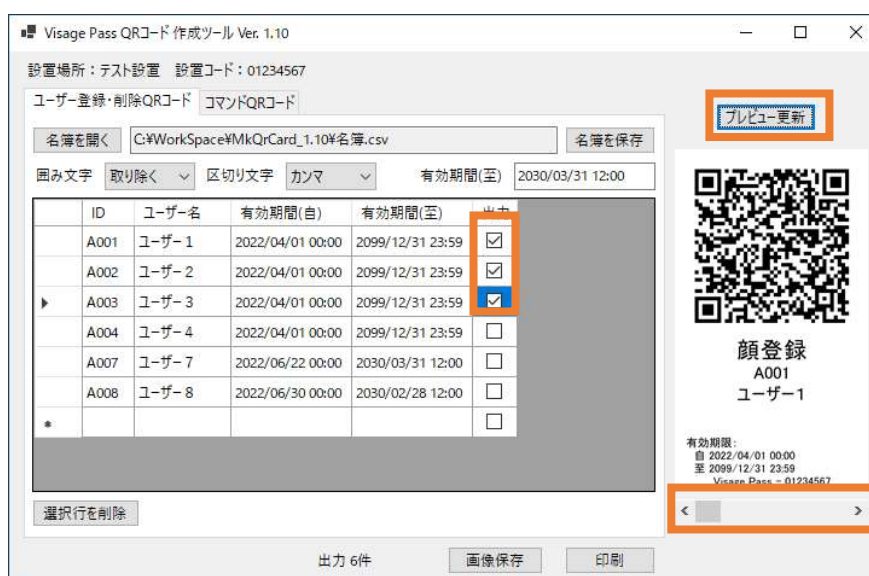 Visage Pass QRコード 作成ツール Ver. 1.10
設置場所：テスト設置 設置コード：01234567
ユーザー登録・削除QRコード コマンドQRコード
プレビュー更新
名簿を開く C:¥WorkSpace¥MkQrCard_1.10¥名簿.csv 名簿を保存
囲み文字 取り除く 区切り文字 カンマ 有効期間(至) 2030/03/31 12:00
ID ユーザー名 有効期間(自) 有効期間(至) 出力
A001 ユーザー 1 2022/04/01 00:00 2099/12/31 23:59
A002 ユーザー 2 2022/04/01 00:00 2099/12/31 23:59
A003 ユーザー 3 2022/04/01 00:00 2099/12/31 23:59
A004 ユーザー 4 2022/04/01 00:00 2099/12/31 23:59
A007 ユーザー 7 2022/06/22 00:00 2030/03/31 12:00
A008 ユーザー 8 2022/06/30 00:00 2030/02/28 12:00
顔登録
A001
ユーザー1
有効期限:
自 2022/04/01 00:00
至 2099/12/31 23:59
Visage Pass - 01234567
選択行を削除
出力 6件 画像保存 印刷